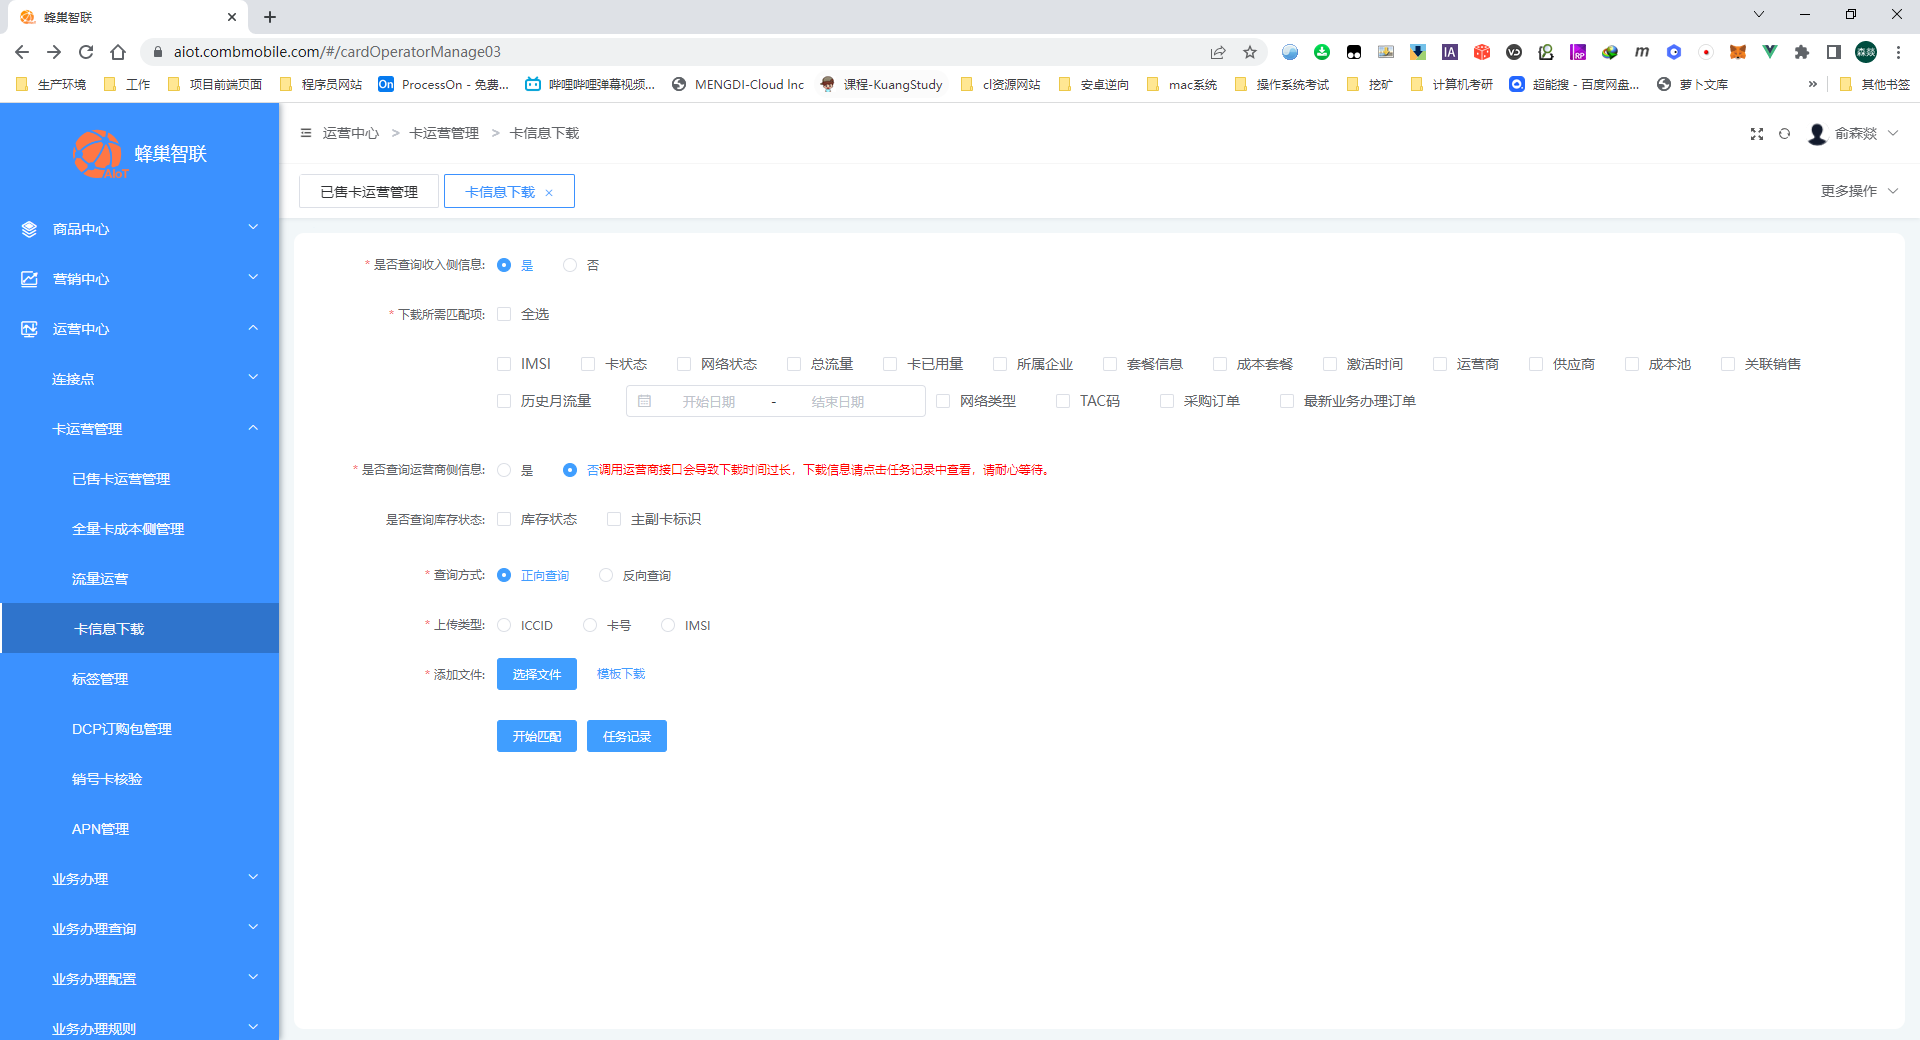 蜂巢智联
aiot.combmobile.com/#/cardOperatorManage03
生产环境 工作 项目前端页面 程序员网站 ProcessOn - 免费... 哔哩哔哩弹幕视频... MENGDI-Cloud Inc 课程-KuangStudy cl资源网站 安卓逆向 mac系统 操作系统考试 挖矿 计算机考研 超能搜 - 百度网盘... 萝卜文库 » 其他书签
蜂巢智联
AIoT
商品中心
营销中心
运营中心
连接点
卡运营管理
已售卡运营管理
全量卡成本侧管理
流量运营
卡信息下载
标签管理
DCP订购包管理
销号卡核验
APN管理
业务办理
业务办理查询
业务办理配置
业务办理规则
运营中心 > 卡运营管理 > 卡信息下载
俞森燚
已售卡运营管理 卡信息下载 ×
更多操作
* 是否查询收入侧信息: 是 否
* 下载所需匹配项: 全选
IMSI 卡状态 网络状态 总流量 卡已用量 所属企业 套餐信息 成本套餐 激活时间 运营商 供应商 成本池 关联销售
历史月流量 开始日期 - 结束日期 网络类型 TAC码 采购订单 最新业务办理订单
* 是否查询运营商侧信息: 是 否调用运营商接口会导致下载时间过长，下载信息请点击任务记录中查看，请耐心等待。
是否查询库存状态: 库存状态 主副卡标识
* 查询方式: 正向查询 反向查询
* 上传类型: ICCID 卡号 IMSI
* 添加文件: 选择文件 模板下载
开始匹配 任务记录